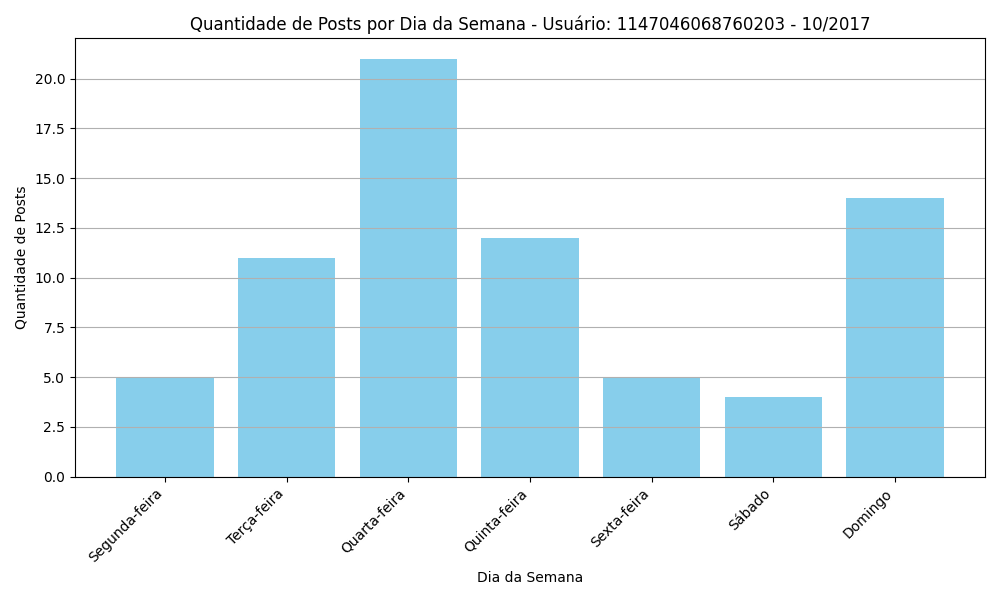 Quantidade de Posts por Dia da Semana - Usuário: 1147046068760203 - 10/2017
Quantidade de Posts
20.0
17.5
15.0
12.5
10.0
7.5
5.0
2.5
0.0
Segunda-feira
Terça-feira
Quarta-feira
Quinta-feira
Sexta-feira
Sábado
Domingo
Dia da Semana